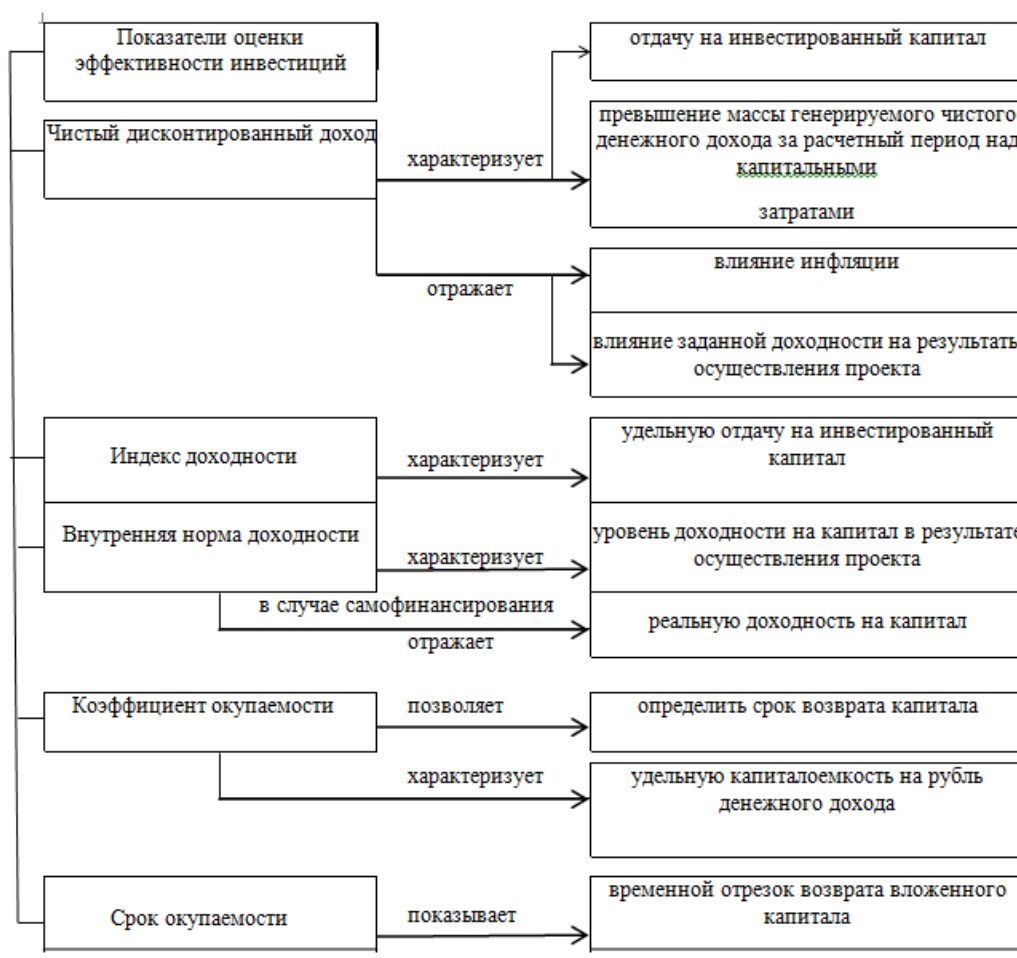 Показатели оценки
эффективности инвестиций
отдачу на инвестированный капитал
Чистый дисконтированный доход
характеризует
превышение массы генерируемого чистого
денежного дохода за расчетный период над
капитальными
затратами
отражает
влияние инфляции
влияние заданной доходности на результаты
осуществления проекта
Индекс доходности
характеризует
удельную отдачу на инвестированный
капитал
Внутренняя норма доходности
характеризует
уровень доходности на капитал в результате
осуществления проекта
в случае самофинансирования
отражает
реальную доходность на капитал
Коэффициент окупаемости
позволяет
определить срок возврата капитала
характеризует
удельную капиталоемкость на рубль
денежного дохода
Срок окупаемости
показывает
временной отрезок возврата вложенного
капитала